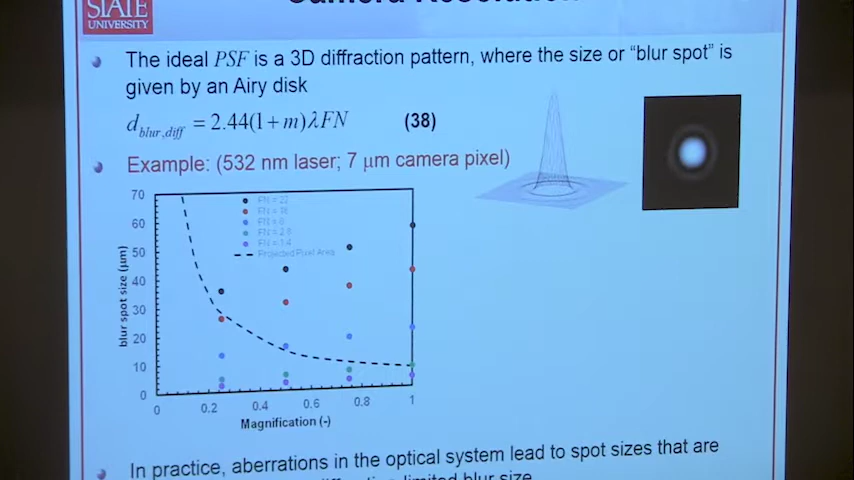 STATE
UNIVERSITY
The ideal PSF is a 3D diffraction pattern, where the size or “blur spot” is
given by an Airy disk
d_blur,diff = 2.44(1+m)λFN (38)
Example: (532 nm laser; 7 μm camera pixel)
70
60
50
40
30
20
10
0
blur spot size (μm)
FN = 22
FN = 16
FN = 8
FN = 2.8
FN = 1.4
Projected Pixel Area
0
0.2
0.4
0.6
0.8
1
Magnification (-)
In practice, aberrations in the optical system lead to spot sizes that are
limited blur size